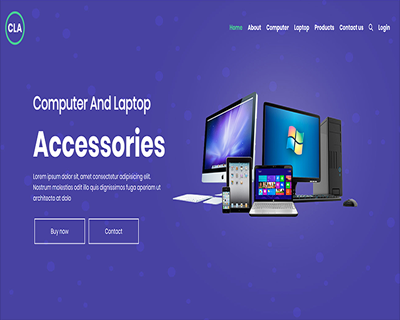 CLA
Home About Computer Laptop Products Contact us Login
Computer And Laptop
Accessories
Lorem ipsum dolor sit, amet consectetur adipisicing elit.
Nostrum molestias odit illo quis dignissimos fuga aperiam ut
architecto at dolo
Buy now Contact